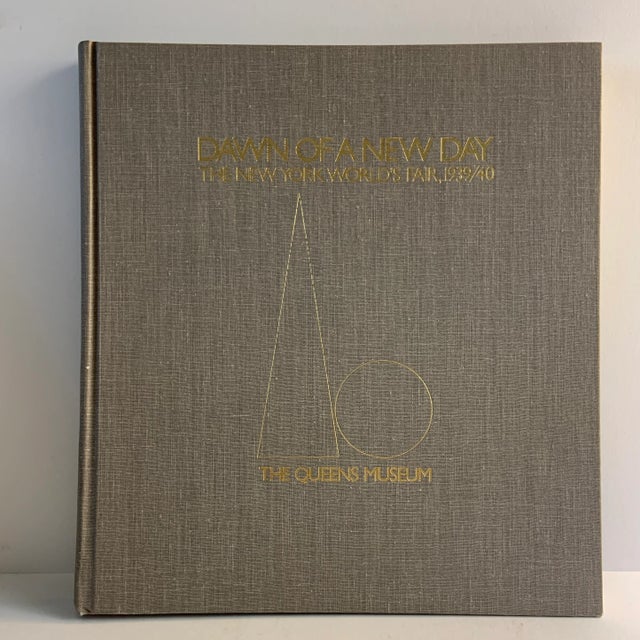 DAWN OF A NEW DAY
THE NEW YORK WORLD'S FAIR, 1939/40
THE QUEENS MUSEUM